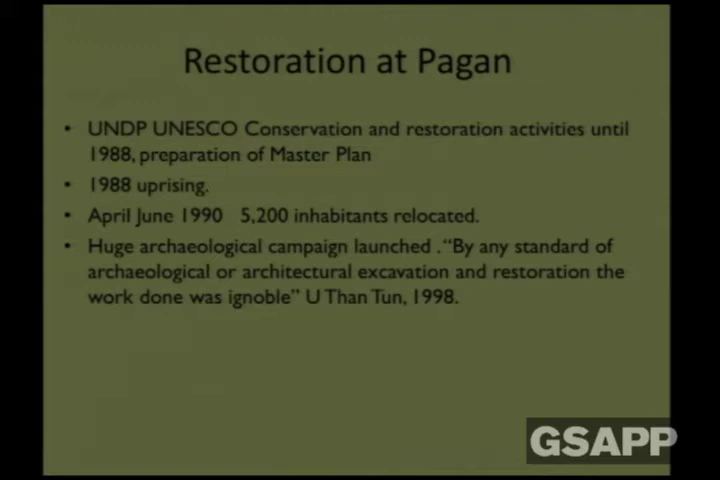 Restoration at Pagan
• UNDP UNESCO Conservation and restoration activities until
1988, preparation of Master Plan
• 1988 uprising.
• April June 1990 5,200 inhabitants relocated.
• Huge archaeological campaign launched . “By any standard of
archaeological or architectural excavation and restoration the
work done was ignoble” U Than Tun, 1998.
GSAPP